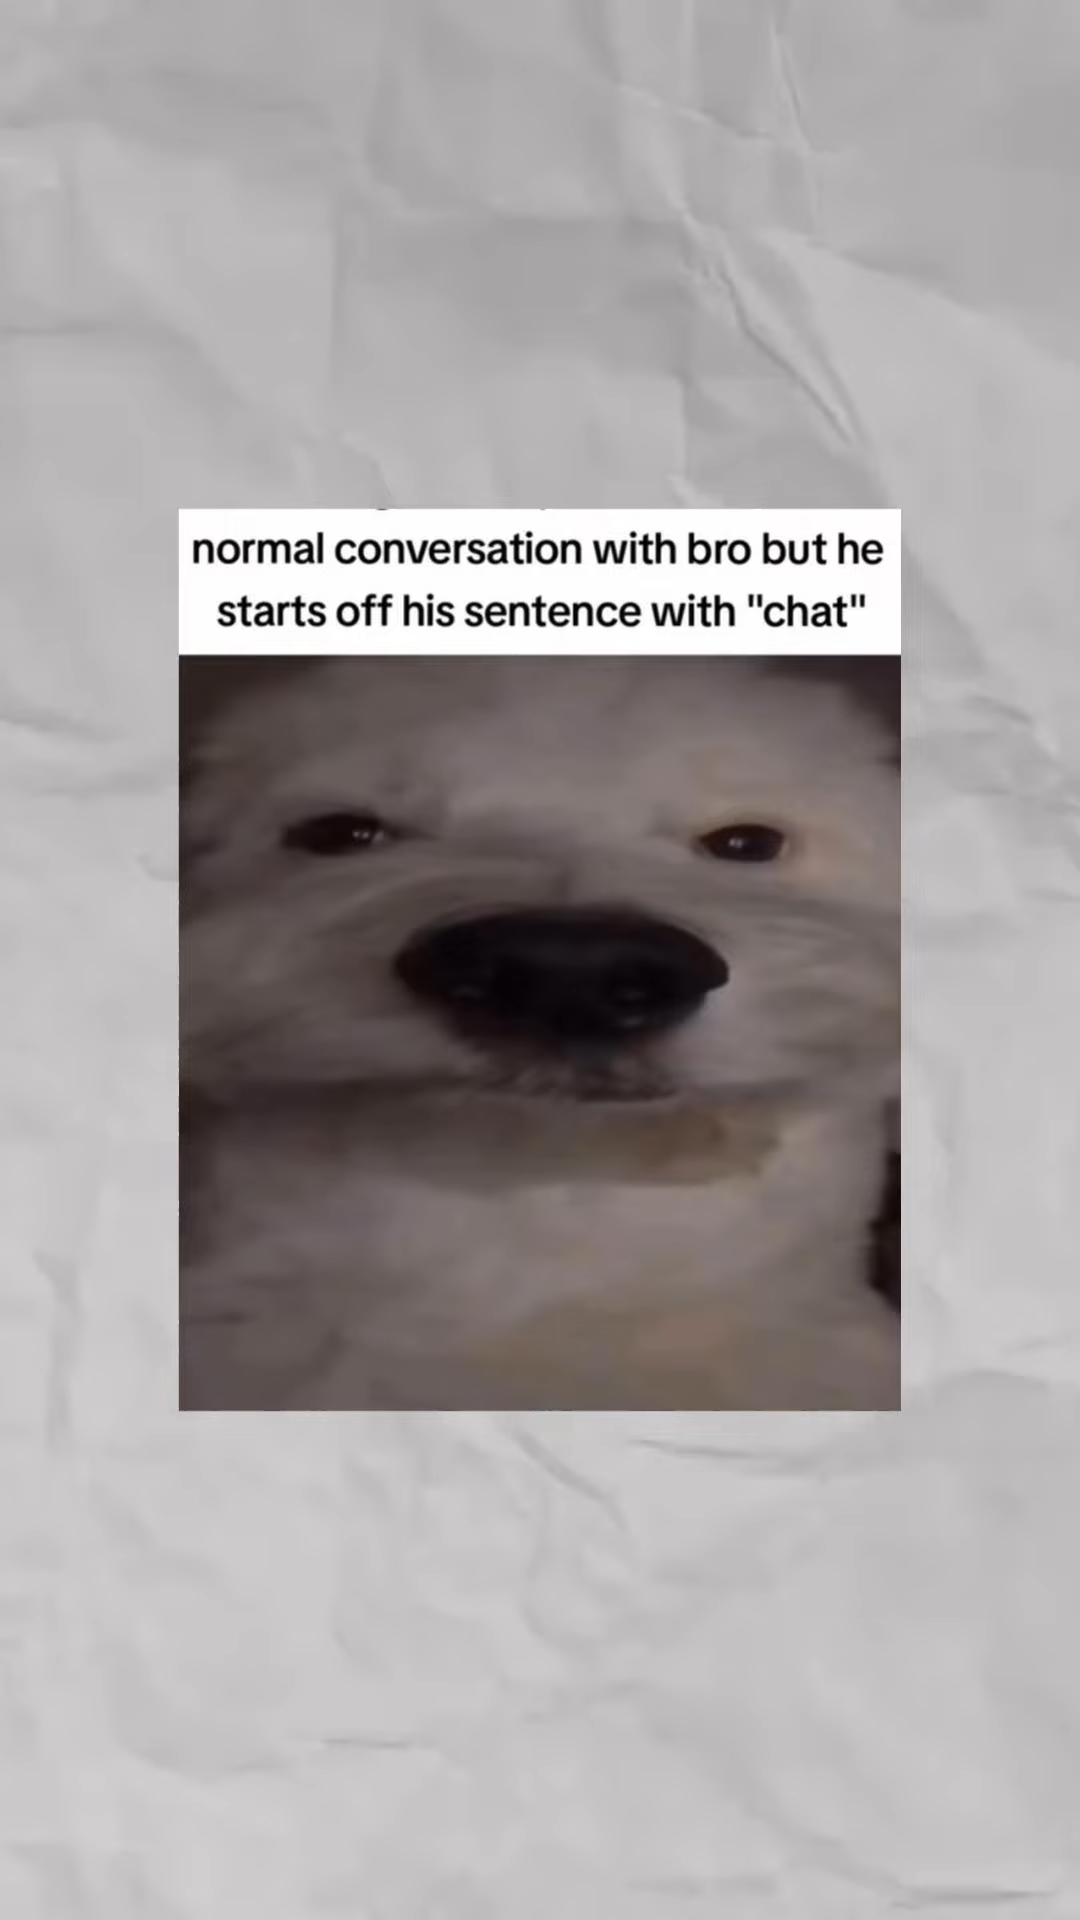 normal conversation with bro but he
starts off his sentence with "chat"